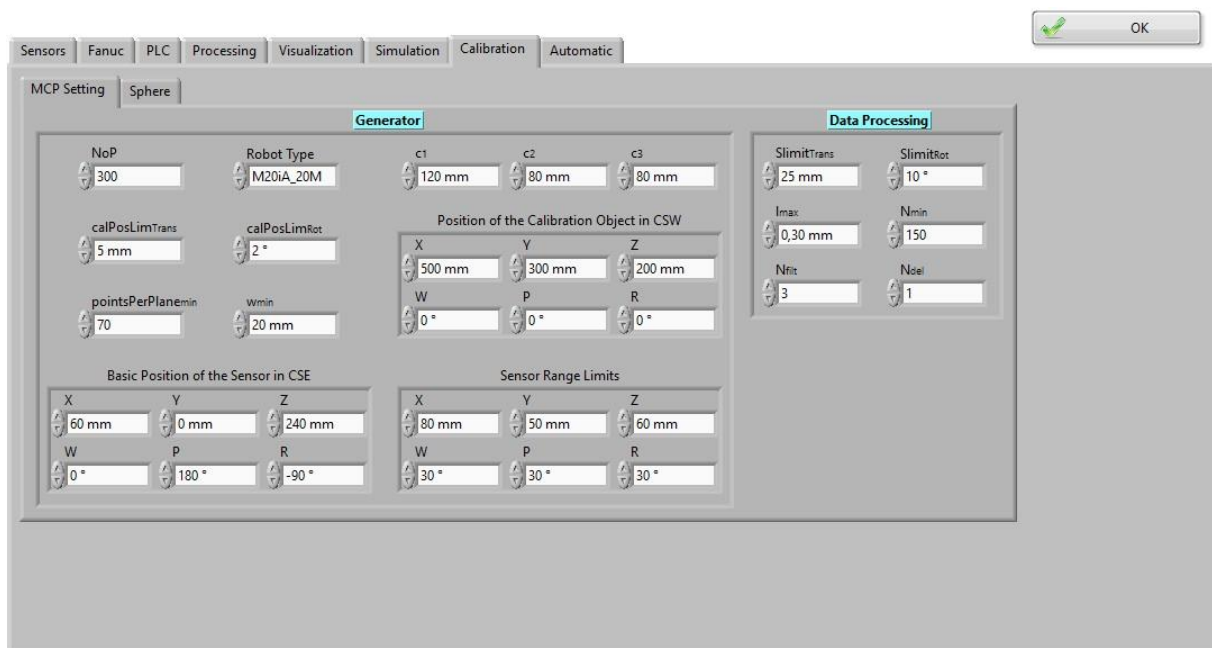 OK
Sensors Fanuc PLC Processing Visualization Simulation Calibration Automatic
MCP Setting Sphere
Generator
NoP Robot Type c1 c2 c3
300 M20iA_20M 120 mm 80 mm 80 mm
calPosLimTrans calPosLimRot
5 mm 2 °
pointsPerPlanemin wmin
70 20 mm
Position of the Calibration Object in CSW
X Y Z
500 mm 300 mm 200 mm
W P R
0 ° 0 ° 0 °
Basic Position of the Sensor in CSE
X Y Z
60 mm 0 mm 240 mm
W P R
0 ° 180 ° -90 °
Sensor Range Limits
X Y Z
80 mm 50 mm 60 mm
W P R
30 ° 30 ° 30 °
Data Processing
SlimitTrans SlimitRot
25 mm 10 °
Imax Nmin
0,30 mm 150
Nfilt Ndel
3 1